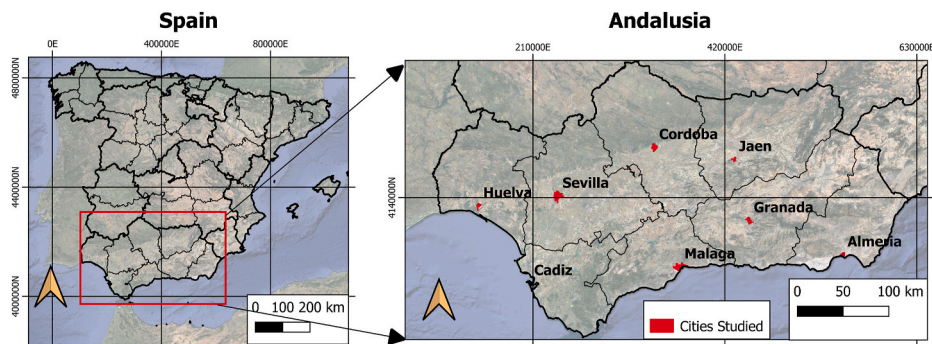 Spain
0E 400000E 800000E
4800000N
4400000N
4000000N
0 100 200 km
Andalusia
210000E 420000E 630000E
4140000N
Cordoba
Jaen
Huelva
Sevilla
Granada
Almeria
Malaga
Cadiz
Cities Studied
0 50 100 km